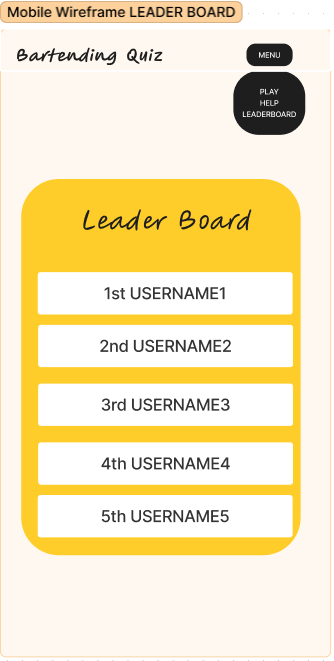 Mobile Wireframe LEADER BOARD
Bartending Quiz
MENU
PLAY
HELP
LEADERBOARD
Leader Board
1st USERNAME1
2nd USERNAME2
3rd USERNAME3
4th USERNAME4
5th USERNAME5